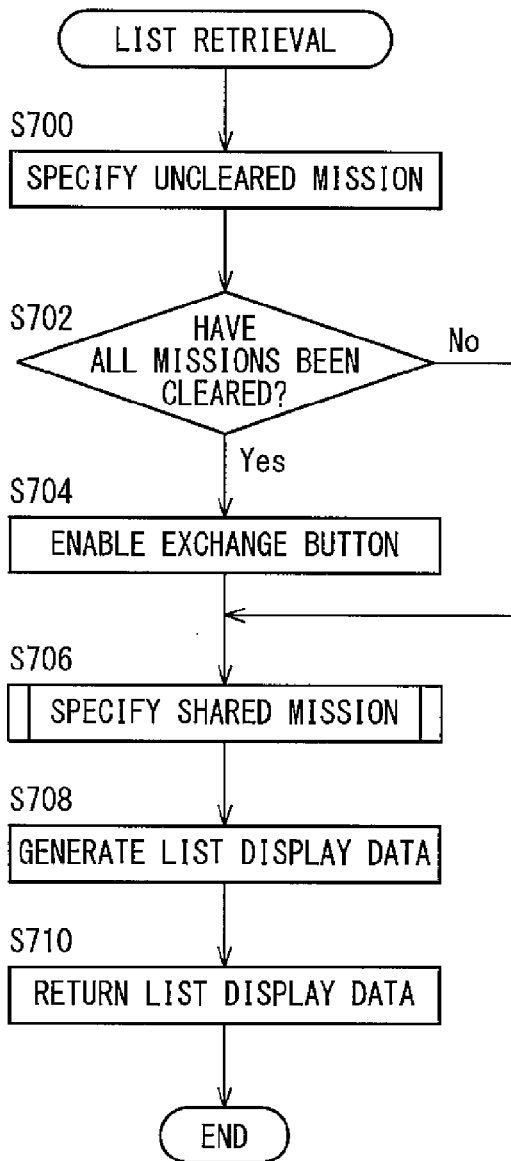 LIST RETRIEVAL
S700
SPECIFY UNCLEARED MISSION
S702
HAVE
ALL MISSIONS BEEN
CLEARED?
No
Yes
S704
ENABLE EXCHANGE BUTTON
S706
SPECIFY SHARED MISSION
S708
GENERATE LIST DISPLAY DATA
S710
RETURN LIST DISPLAY DATA
END